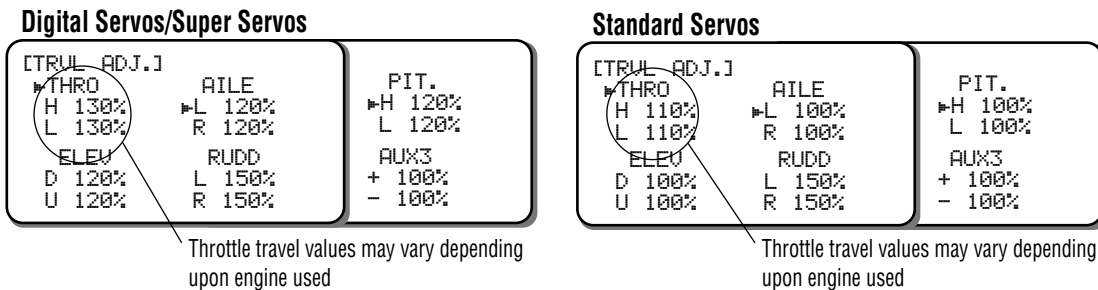 Digital Servos/Super Servos
[TRVL ADJ.]
THRO AILE PIT.
H 130% L 120% H 120%
L 130% R 120% L 120%
ELEV RUDD AUX3
D 120% L 150% + 100%
U 120% R 150% − 100%
Throttle travel values may vary depending
upon engine used
Standard Servos
[TRVL ADJ.]
THRO AILE PIT.
H 110% L 100% H 100%
L 110% R 100% L 100%
ELEV RUDD AUX3
D 100% L 150% + 100%
U 100% R 150% − 100%
Throttle travel values may vary depending
upon engine used